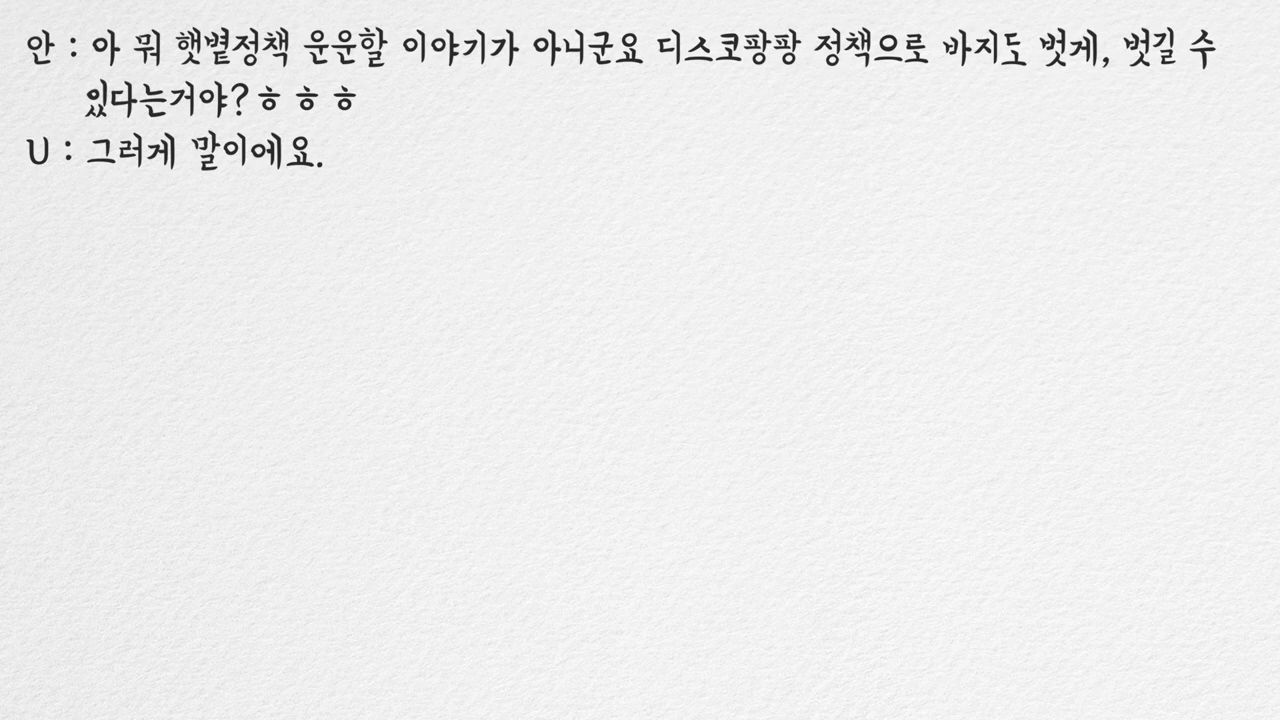 안 : 아 뭐 햇볕정책 운운할 이야기가 아니군요 디스코팡팡 정책으로 바지도 벗게, 벗길 수
있다는거야? ㅎ ㅎ ㅎ
U : 그러게 말이에요.